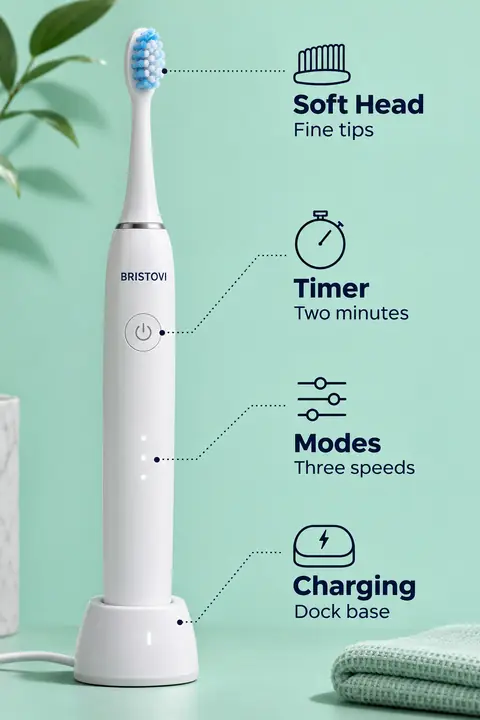 Soft Head
Fine tips
BRISTOVI
Timer
Two minutes
Modes
Three speeds
Charging
Dock base